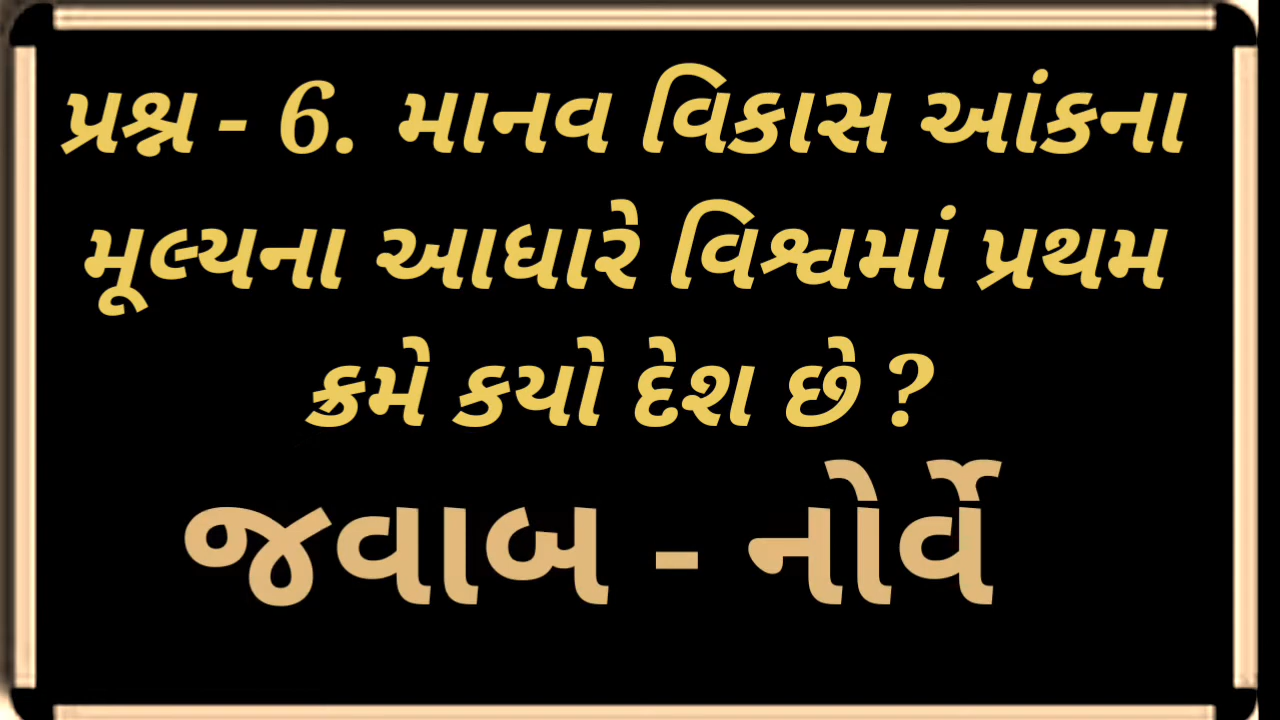 પ્રશ્ન - 6. માનવ વિકાસ આંકના
મૂલ્યના આધારે વિશ્વમાં પ્રથમ
ક્રમે કયો દેશ છે ?
જવાબ - નોર્વે